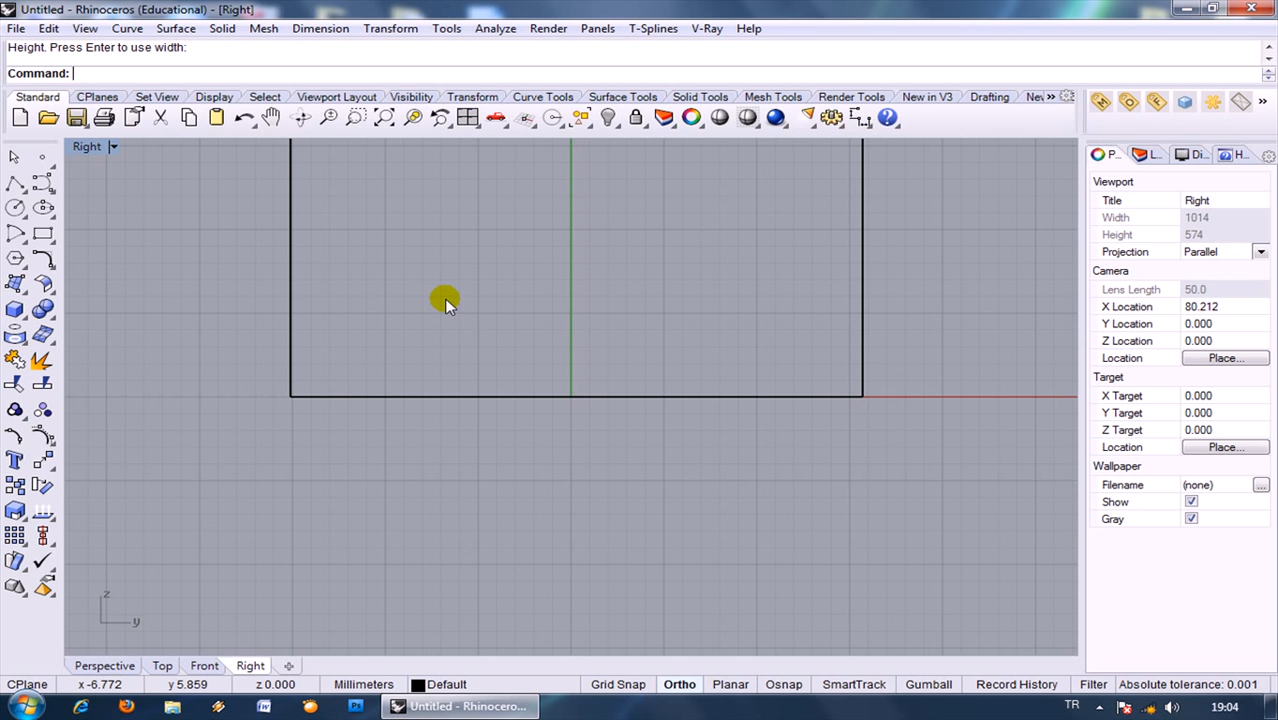 Untitled - Rhinoceros (Educational) - [Right]
File Edit View Curve Surface Solid Mesh Dimension Transform Tools Analyze Render Panels T-Splines V-Ray Help
Height. Press Enter to use width:
Command:
Standard CPlanes Set View Display Select Viewport Layout Visibility Transform Curve Tools Surface Tools Solid Tools Mesh Tools Render Tools New in V3 Drafting Nev »
Right
P... L... Di... H...
Viewport
Title Right
Width 1014
Height 574
Projection Parallel
Camera
Lens Length 50.0
X Location 80.212
Y Location 0.000
Z Location 0.000
Location Place...
Target
X Target 0.000
Y Target 0.000
Z Target 0.000
Location Place...
Wallpaper
Filename (none) ...
Show
Gray
z
y
Perspective Top Front Right
CPlane x -6.772 y 5.859 z 0.000 Millimeters Default Grid Snap Ortho Planar Osnap SmartTrack Gumball Record History Filter Absolute tolerance: 0.001
Untitled - Rhinocero... TR 19:04